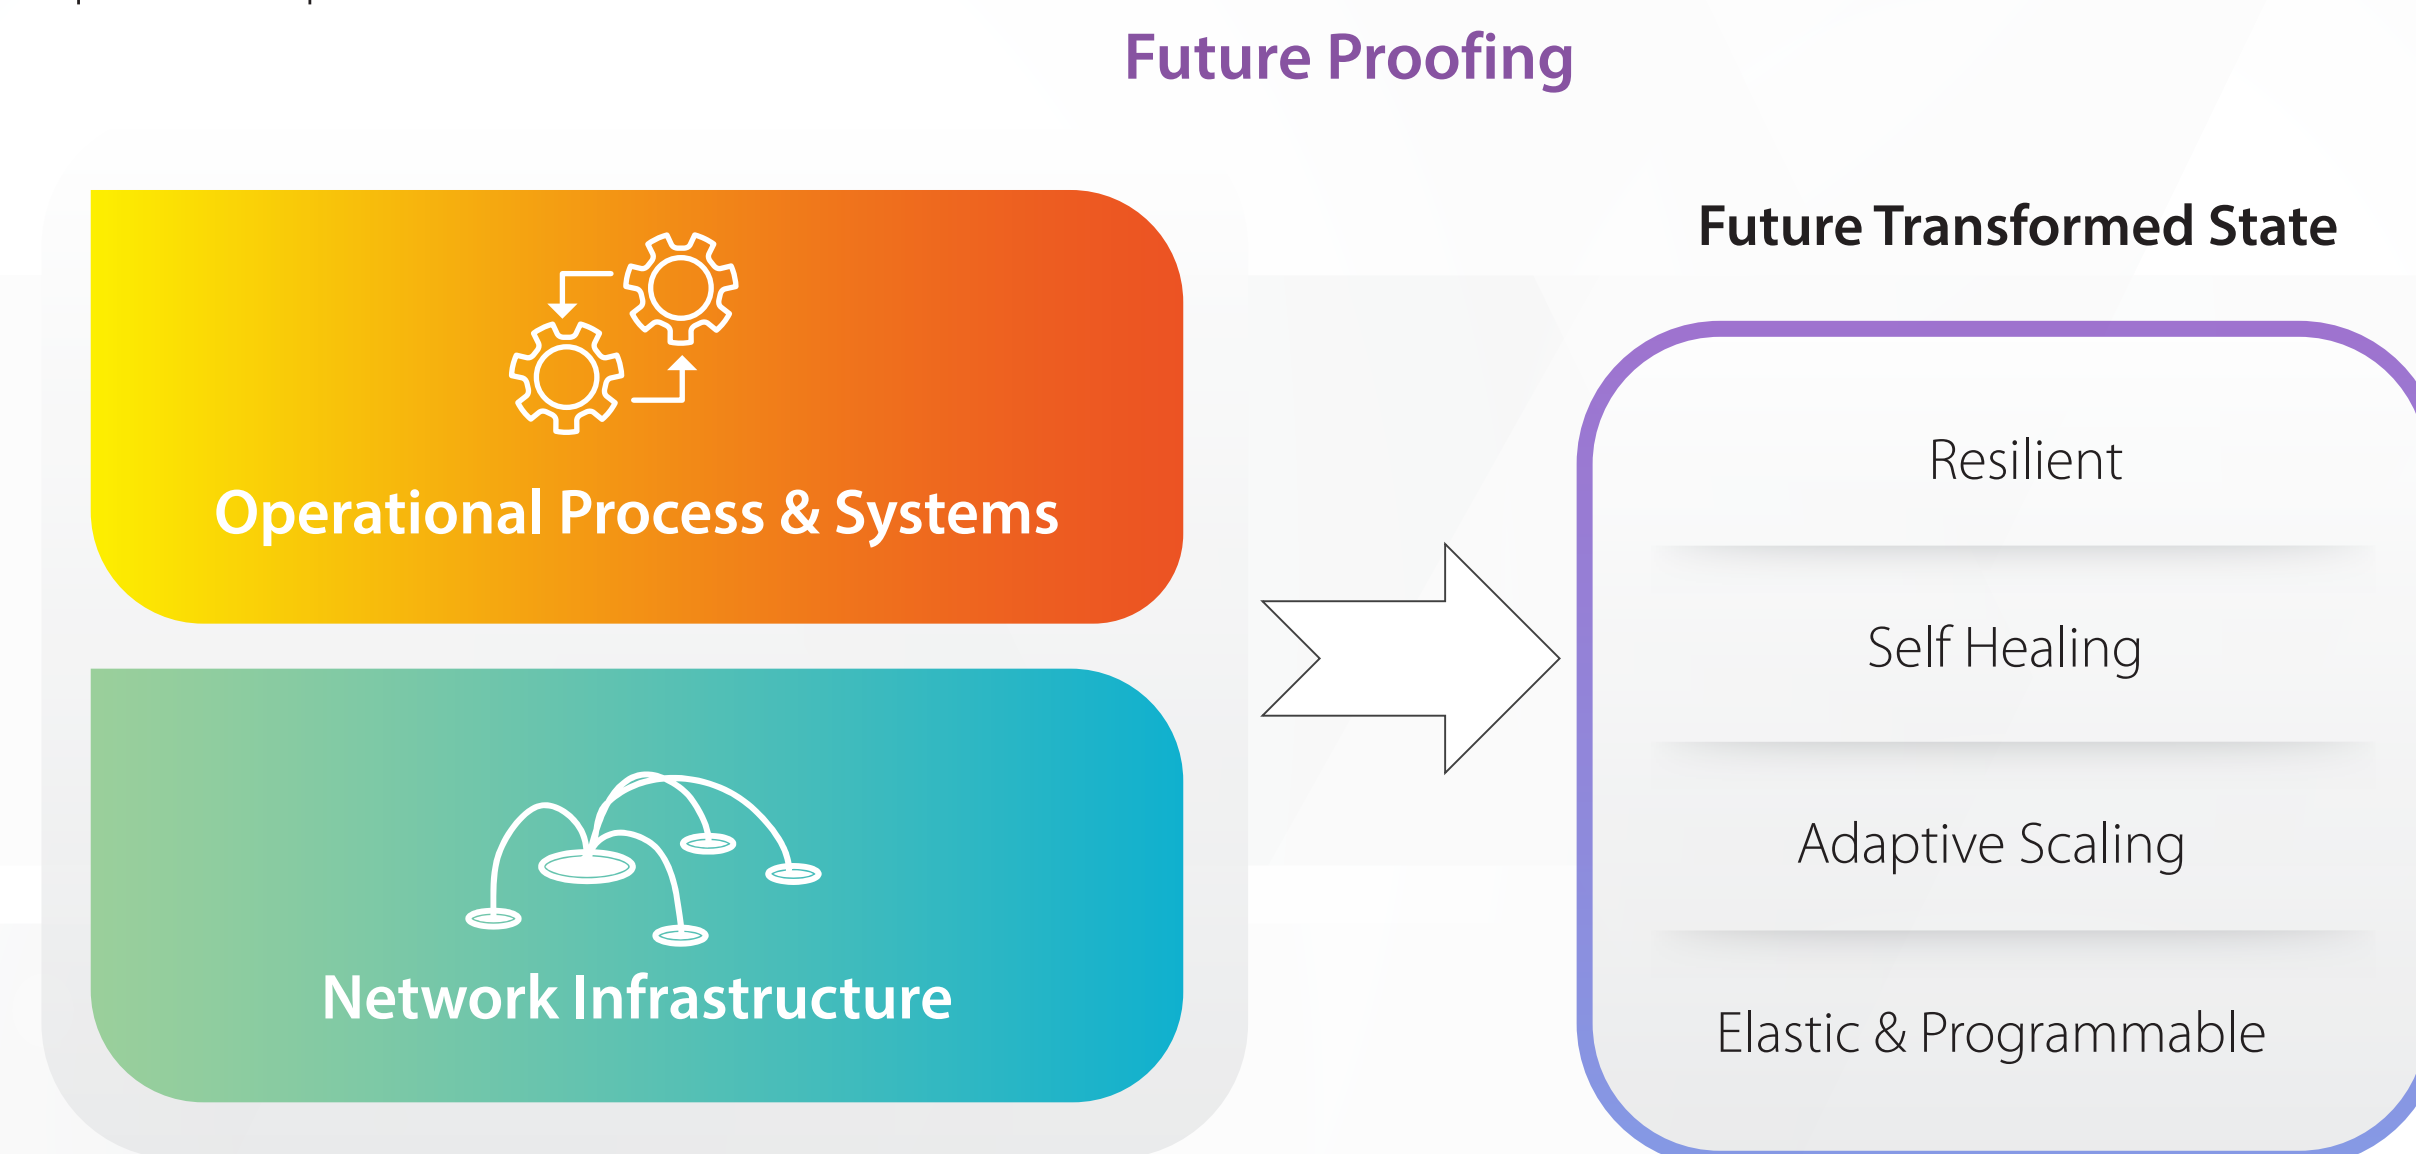 Future Proofing
Operational Process & Systems
Network Infrastructure
Future Transformed State
Resilient
Self Healing
Adaptive Scaling
Elastic & Programmable